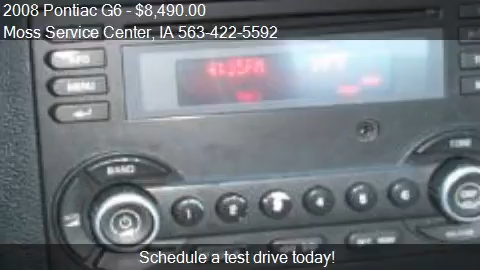 2008 Pontiac G6 - $8,490.00
Moss Service Center, IA 563-422-5592
INFO
MENU
BAND
TUNE
1 2 3 4 5 6
Schedule a test drive today!